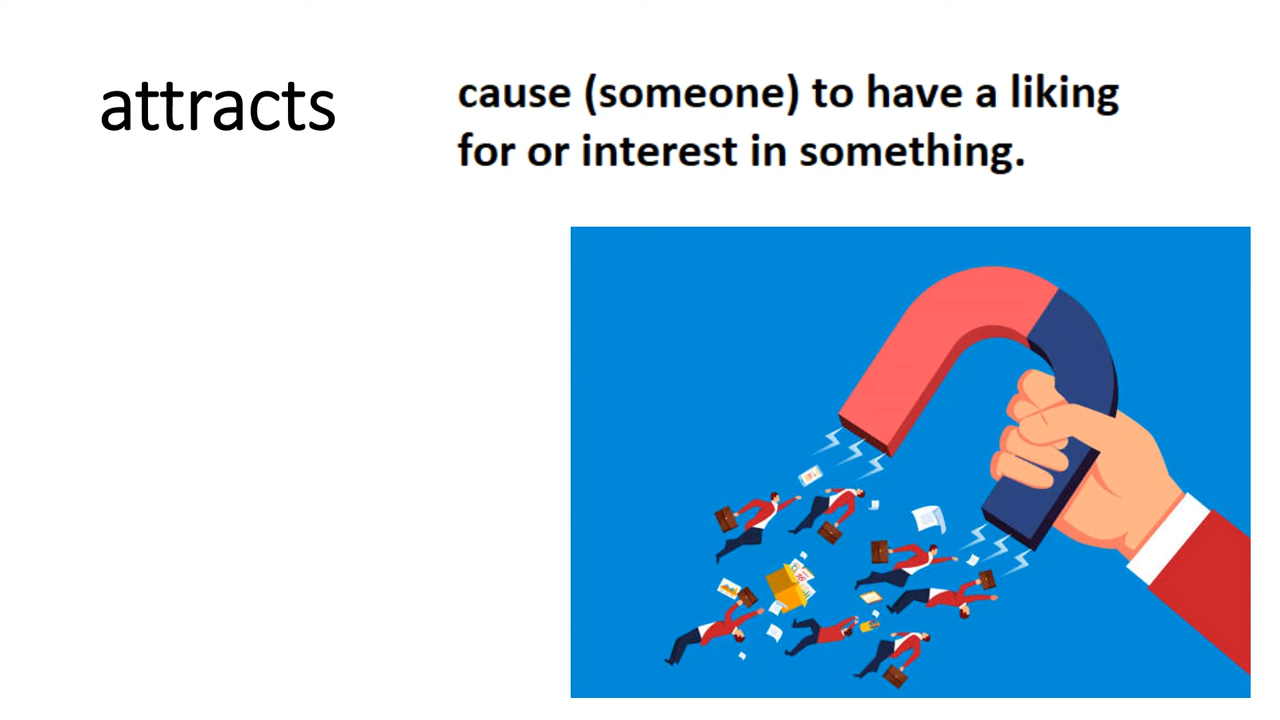 attracts
cause (someone) to have a liking
for or interest in something.